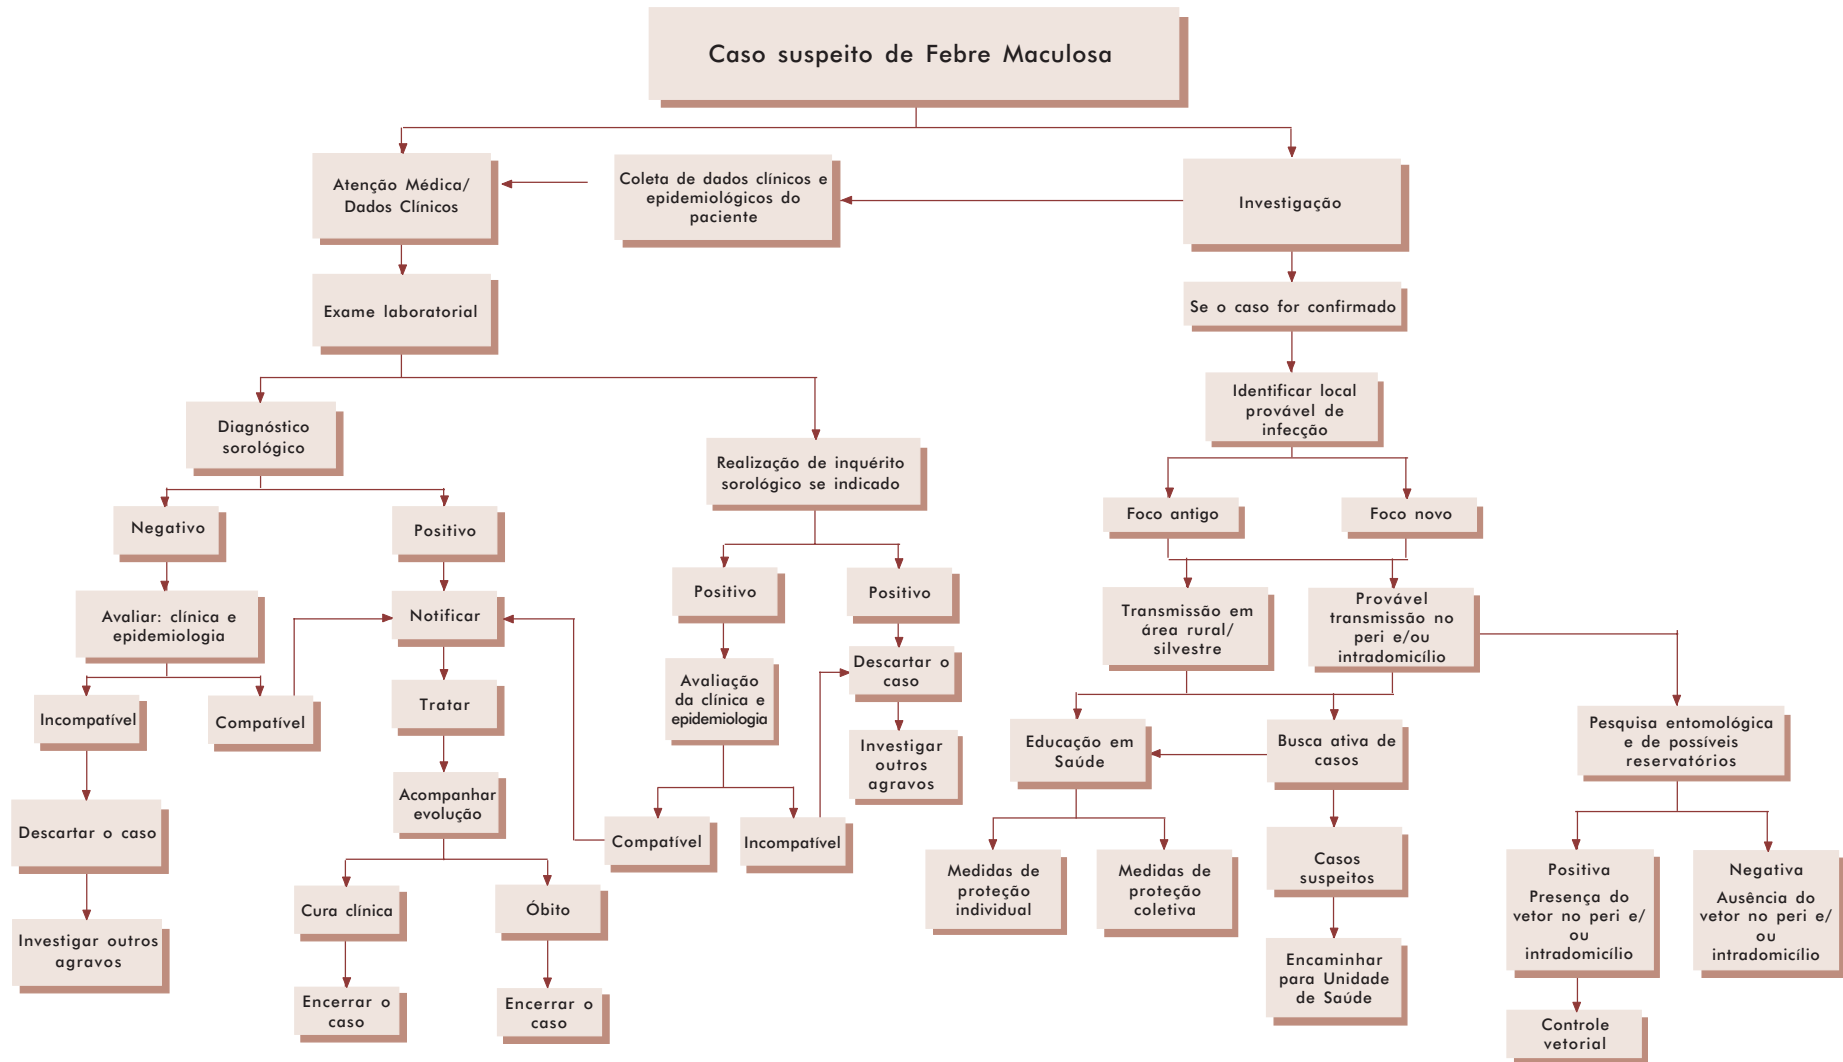 Caso suspeito de Febre Maculosa
Atenção Médica/
Dados Clínicos
Coleta de dados clínicos e
epidemiológicos do
paciente
Investigação
Exame laboratorial
Se o caso for confirmado
Identificar local
provável de
infecção
Diagnóstico
sorológico
Realização de inquérito
sorológico se indicado
Foco antigo
Foco novo
Negativo
Positivo
Positivo
Positivo
Avaliar: clínica e
epidemiologia
Notificar
Transmissão em
área rural/
silvestre
Provável
transmissão no
peri e/ou
intradomicílio
Avaliação
da clínica e
epidemiologia
Descartar o
caso
Incompatível
Compatível
Tratar
Investigar
outros
agravos
Educação em
Saúde
Busca ativa de
casos
Pesquisa entomológica
e de possíveis
reservatórios
Descartar o caso
Acompanhar
evolução
Compatível
Incompatível
Medidas de
proteção
individual
Medidas de
proteção
coletiva
Casos
suspeitos
Positiva
Presença do
vetor no peri e/
ou
intradomicílio
Negativa
Ausência do
vetor no peri e/
ou
intradomicílio
Cura clínica
Óbito
Investigar outros
agravos
Encaminhar
para Unidade
de Saúde
Encerrar o
caso
Encerrar o
caso
Controle
vetorial